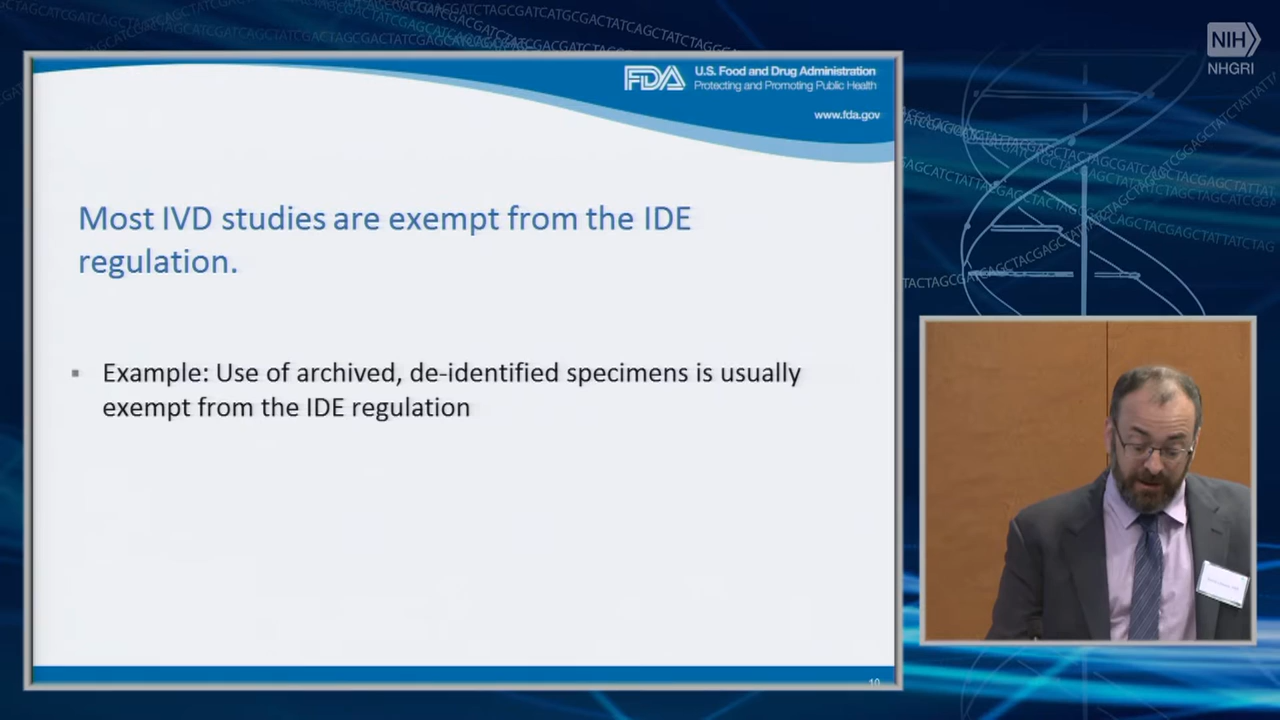 NIH
NHGRI
FDA U.S. Food and Drug Administration
Protecting and Promoting Public Health
www.fda.gov
Most IVD studies are exempt from the IDE
regulation.
Example: Use of archived, de-identified specimens is usually
exempt from the IDE regulation